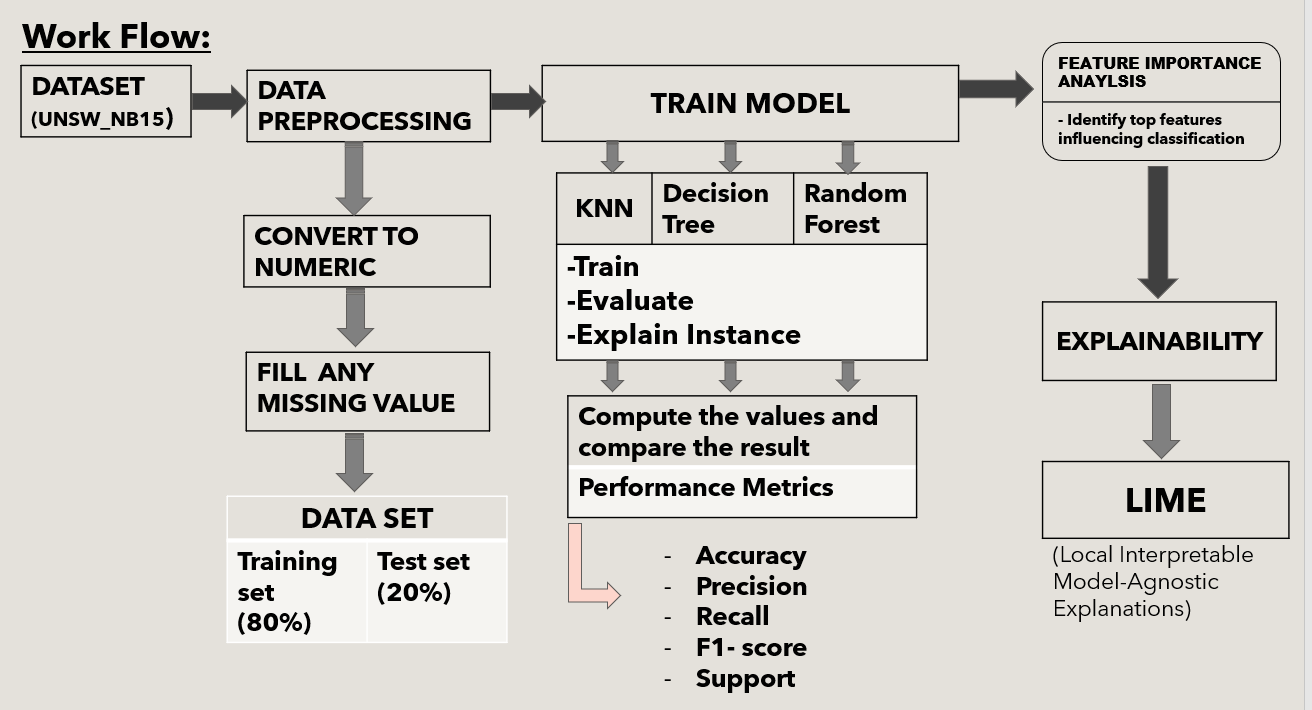 Work Flow:
DATASET
(UNSW_NB15)
DATA
PREPROCESSING
CONVERT TO
NUMERIC
FILL ANY
MISSING VALUE
DATA SET
Training
set
(80%)
Test set
(20%)
TRAIN MODEL
KNN
Decision
Tree
Random
Forest
-Train
-Evaluate
-Explain Instance
Compute the values and
compare the result
Performance Metrics
- Accuracy
- Precision
- Recall
- F1- score
- Support
FEATURE IMPORTANCE
ANAYLSIS
- Identify top features
influencing classification
EXPLAINABILITY
LIME
(Local Interpretable
Model-Agnostic
Explanations)